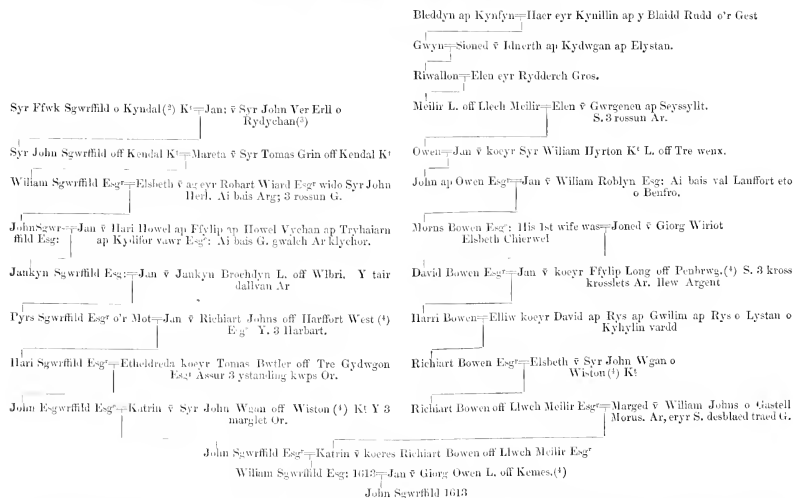 Bleddyn ap Kynfyn=Haer eyr Kynillin ap y Blaidd Rudd o'r Gest
Gwyn=Sioned v̄ Idnerth ap Kydwgan ap Elystan.
Riwallon=Elen eyr Rydderch Gros.
Syr Ffwk Sgwrffild o Kyndal(²) Kᵗ=Jan; v̄ Syr John Ver Erll o
Rydychan(³)
Meilir L. off Llech Meilir=Elen v̄ Gwrgenen ap Seyssylit.
S. 3 rossun Ar.
Syr John Sgwrffild off Kendal Kᵗ=Mareta v̄ Syr Tomas Grin off Kendal Kᵗ
Owen=Jan v̄ koeyr Syr Wiliam Hyrton Kᵗ L. off Tre wenx.
Wiliam Sgwrffild Esgʳ=Elsbeth v̄ ag eyr Robart Wiard Esgʳ wido Syr John
Herl. Ai bais Arg; 3 rossun G.
John ap Owen Esgʳ=Jan v̄ Wiliam Roblyn Esg: Ai bais val Lanffort eto
o Benfro.
John Sgwrffild Esg:=Jan v̄ Hari Howel ap Ffylip ap Howel Vychan ap Tryhaiarn
ap Kydifor vawr Esgʳ: Ai bais G. gwalch Ar klychor.
Morus Bowen Esgʳ: His 1st wife was Elsbeth Chierwel=Joned v̄ Giorg Wiriot
Jankyn Sgwrffild Esg:=Jan v̄ Jankyn Brochdyn L. off Wlbri. Y tair
dallvan Ar
David Bowen Esgʳ=Jan v̄ koeyr Ffylip Long off Penbrwg.(⁴) S. 3 kross
krosslets Ar. llew Argent
Pyrs Sgwrffild Esgʳ o'r Mot=Jan v̄ Richiart Johns off Harffort West (⁴)
Esgʳ Y. 3 Harbart.
Harri Bowen=Elliw koeyr David ap Rys ap Gwilim ap Rys o Lystan o
Kyhylin vardd
Hari Sgwrffild Esgʳ=Etheldreda koeyr Tomas Bwtler off Tre Gydwgon
Esgʳ Assur 3 ystanding kwps Or.
Richiart Bowen Esgʳ=Elsbeth v̄ Syr John Wgan o
Wiston(⁴) Kᵗ
John Esgwrffild Esgʳ=Katrin v̄ Syr John Wgan off Wiston (⁴) Kᵗ Y 3
marglet Or.
Richiart Bowen off Llwch Meilir Esgʳ=Marged v̄ Wiliam Johns o Gastell
Morus. Ar, eryr S. desblaed traed G.
John Sgwrffild Esgʳ=Katrin v̄ koeres Richiart Bowen off Llwch Meilir Esgʳ
Wiliam Sgwrffild Esg: 1613=Jan v̄ Giorg Owen L. off Kemes.(⁴)
John Sgwrffild 1613